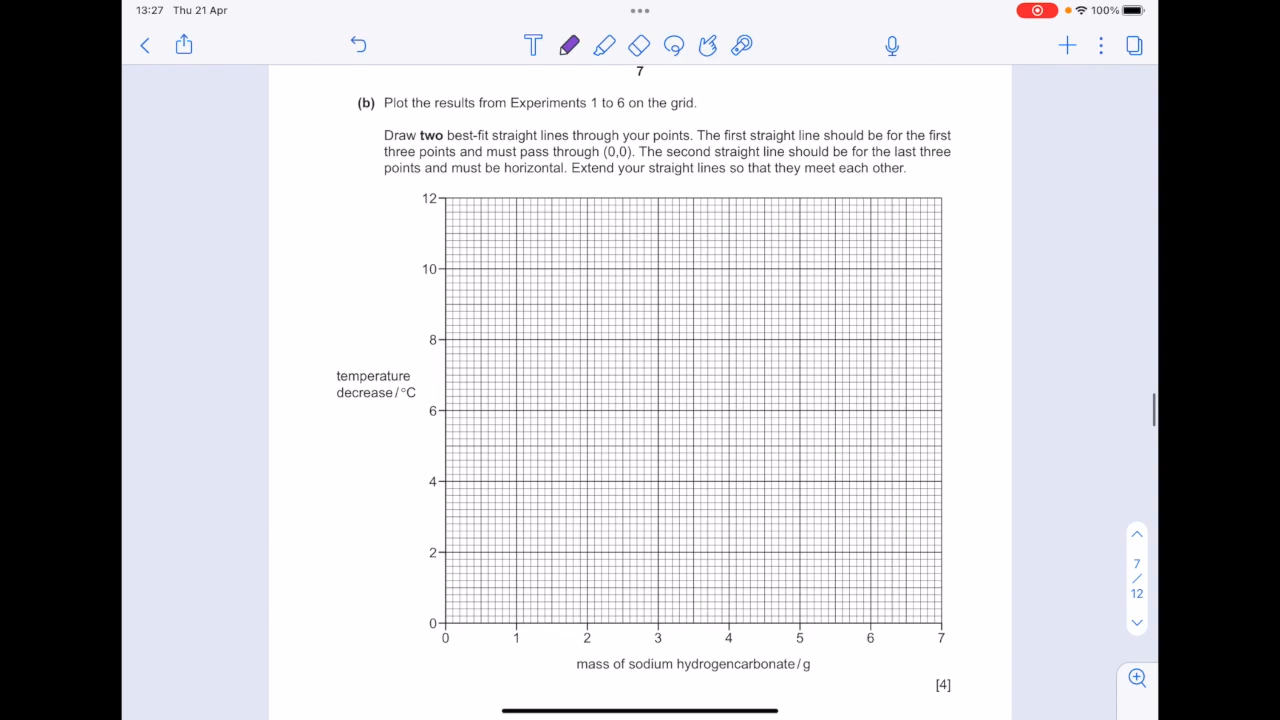 13:27 Thu 21 Apr
100%
T
7
(b) Plot the results from Experiments 1 to 6 on the grid.
Draw two best-fit straight lines through your points. The first straight line should be for the first
three points and must pass through (0,0). The second straight line should be for the last three
points and must be horizontal. Extend your straight lines so that they meet each other.
12
10
8
temperature
decrease/°C
6
4
2
0
0 1 2 3 4 5 6 7
mass of sodium hydrogencarbonate/g
[4]
7
/
12